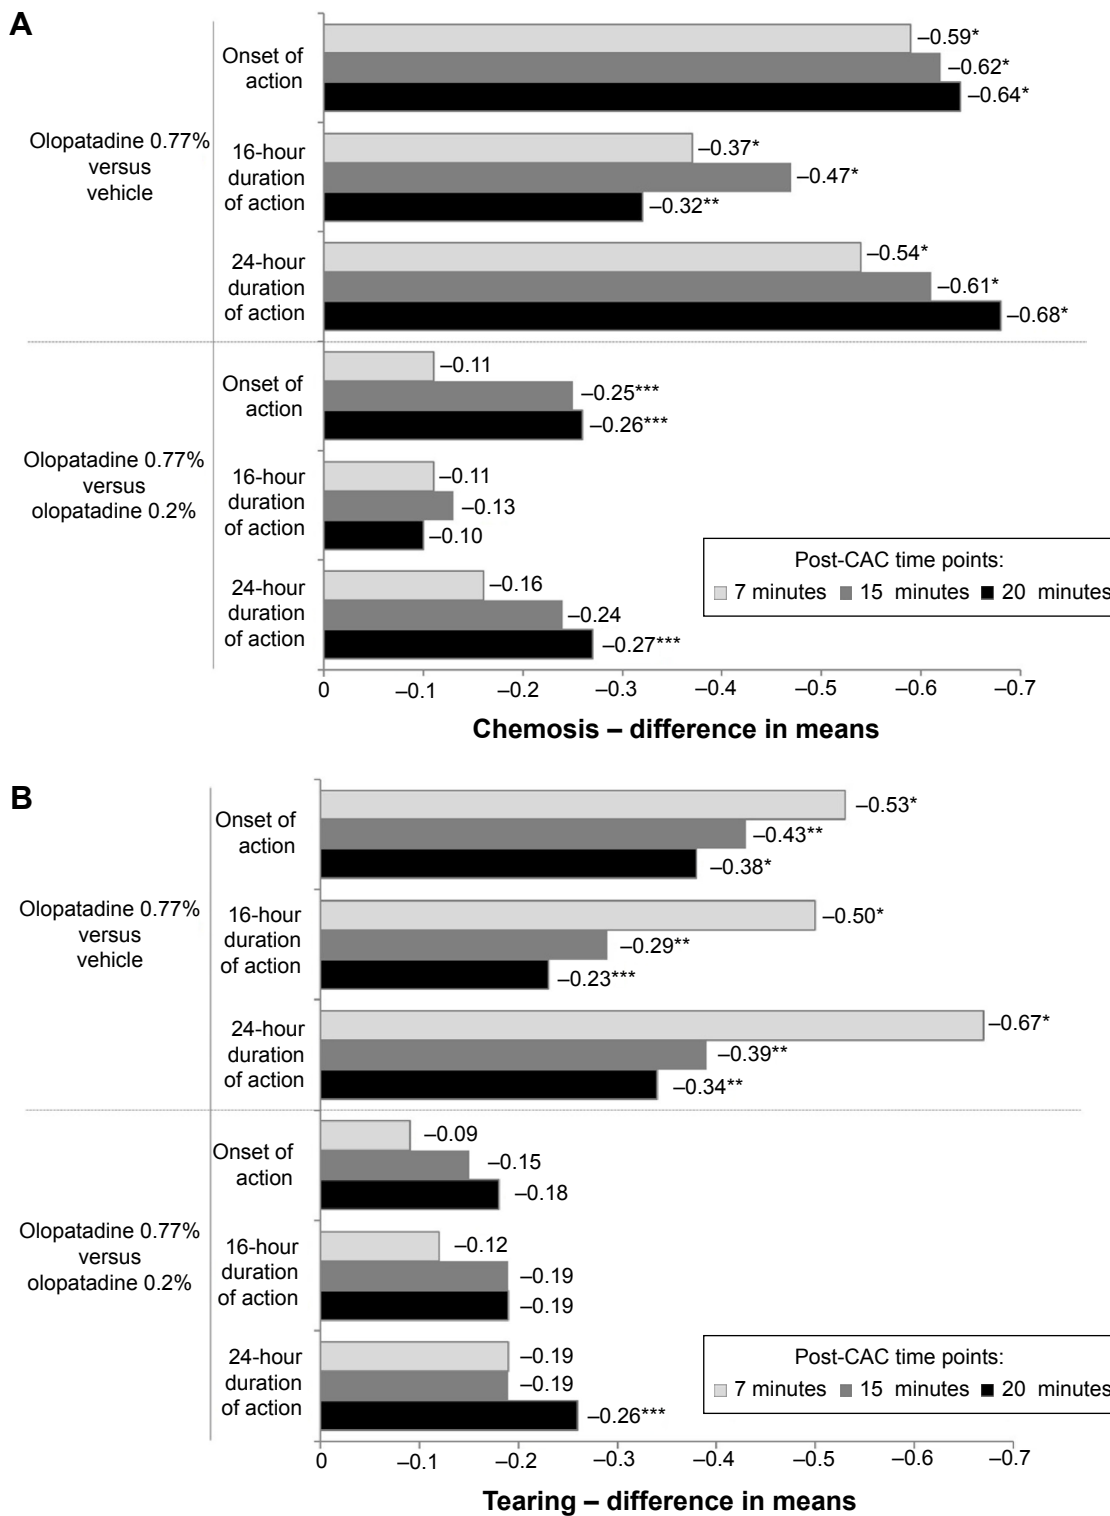 A
Olopatadine 0.77%
versus
vehicle
Onset of
action
–0.59*
–0.62*
–0.64*
16-hour
duration
of action
–0.37*
–0.47*
–0.32**
24-hour
duration
of action
–0.54*
–0.61*
–0.68*
Olopatadine 0.77%
versus
olopatadine 0.2%
Onset of
action
–0.11
–0.25***
–0.26***
16-hour
duration
of action
–0.11
–0.13
–0.10
24-hour
duration
of action
–0.16
–0.24
–0.27***
Post-CAC time points:
7 minutes 15 minutes 20 minutes
0 –0.1 –0.2 –0.3 –0.4 –0.5 –0.6 –0.7
Chemosis – difference in means
B
Olopatadine 0.77%
versus
vehicle
Onset of
action
–0.53*
–0.43**
–0.38*
16-hour
duration
of action
–0.50*
–0.29**
–0.23***
24-hour
duration
of action
–0.67*
–0.39**
–0.34**
Olopatadine 0.77%
versus
olopatadine 0.2%
Onset of
action
–0.09
–0.15
–0.18
16-hour
duration
of action
–0.12
–0.19
–0.19
24-hour
duration
of action
–0.19
–0.19
–0.26***
Post-CAC time points:
7 minutes 15 minutes 20 minutes
0 –0.1 –0.2 –0.3 –0.4 –0.5 –0.6 –0.7
Tearing – difference in means